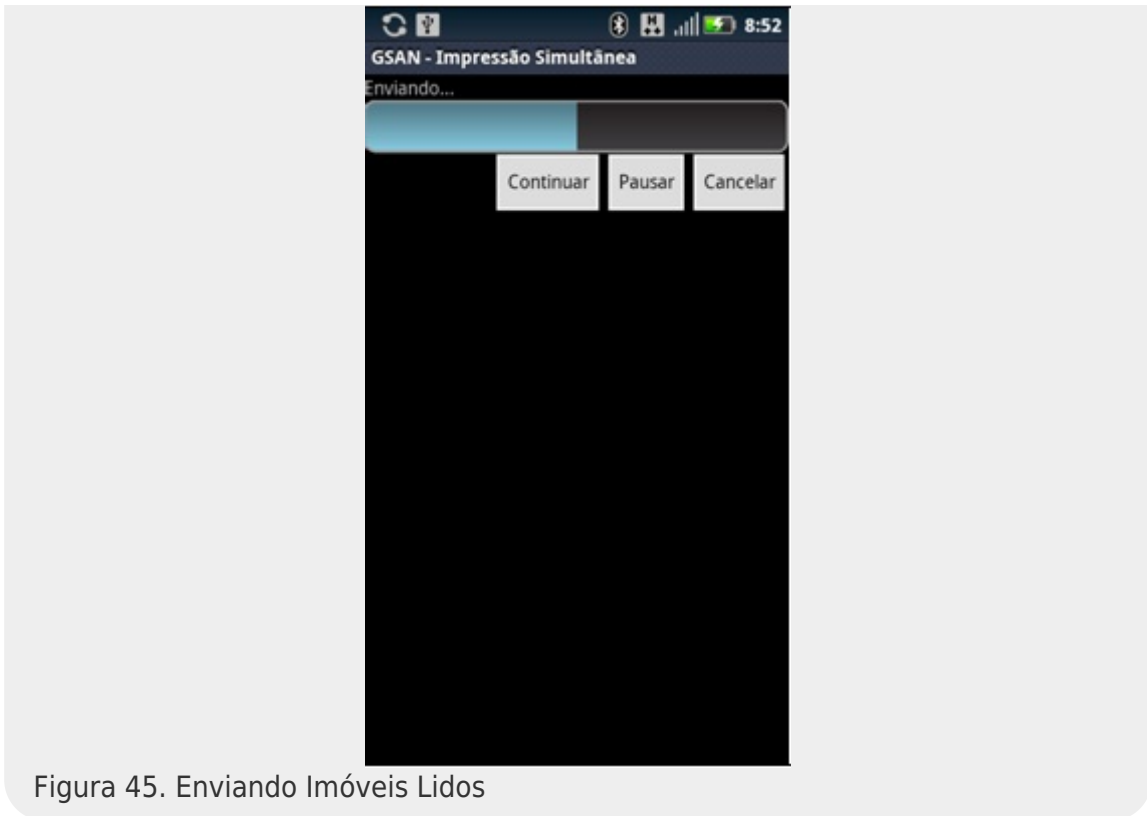 8:52
GSAN - Impressão Simultânea
Enviando...
Continuar Pausar Cancelar
Figura 45. Enviando Imóveis Lidos